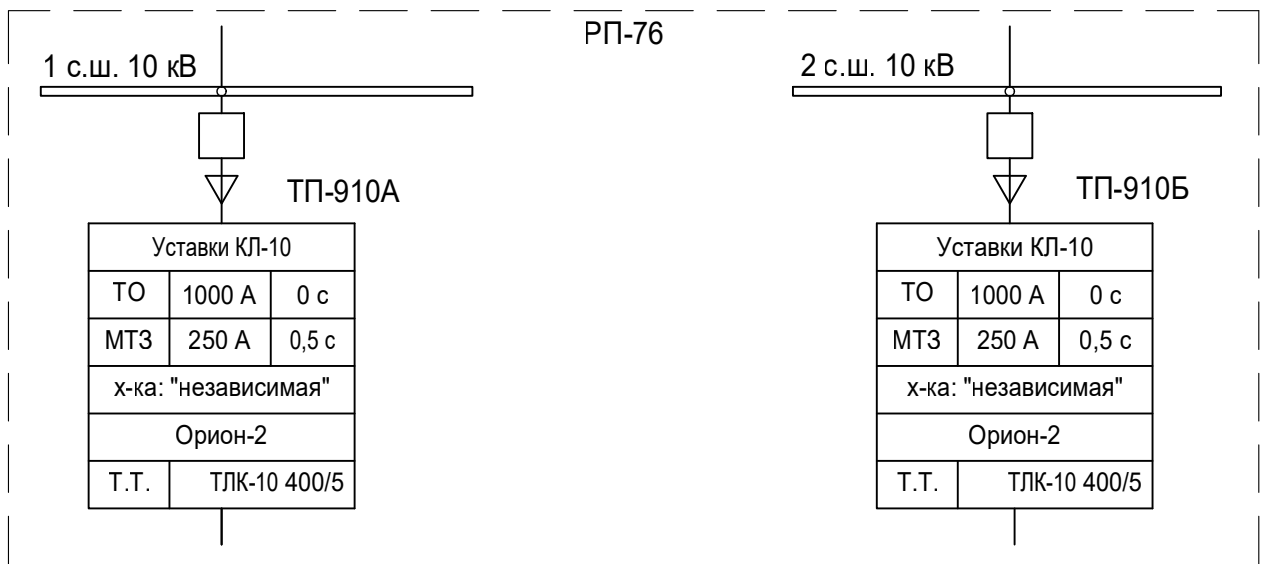 РП-76
1 с.ш. 10 кВ
ТП-910А
Уставки КЛ-10
ТО 1000 А 0 с
МТЗ 250 А 0,5 с
х-ка: "независимая"
Орион-2
Т.Т. ТЛК-10 400/5
2 с.ш. 10 кВ
ТП-910Б
Уставки КЛ-10
ТО 1000 А 0 с
МТЗ 250 А 0,5 с
х-ка: "независимая"
Орион-2
Т.Т. ТЛК-10 400/5